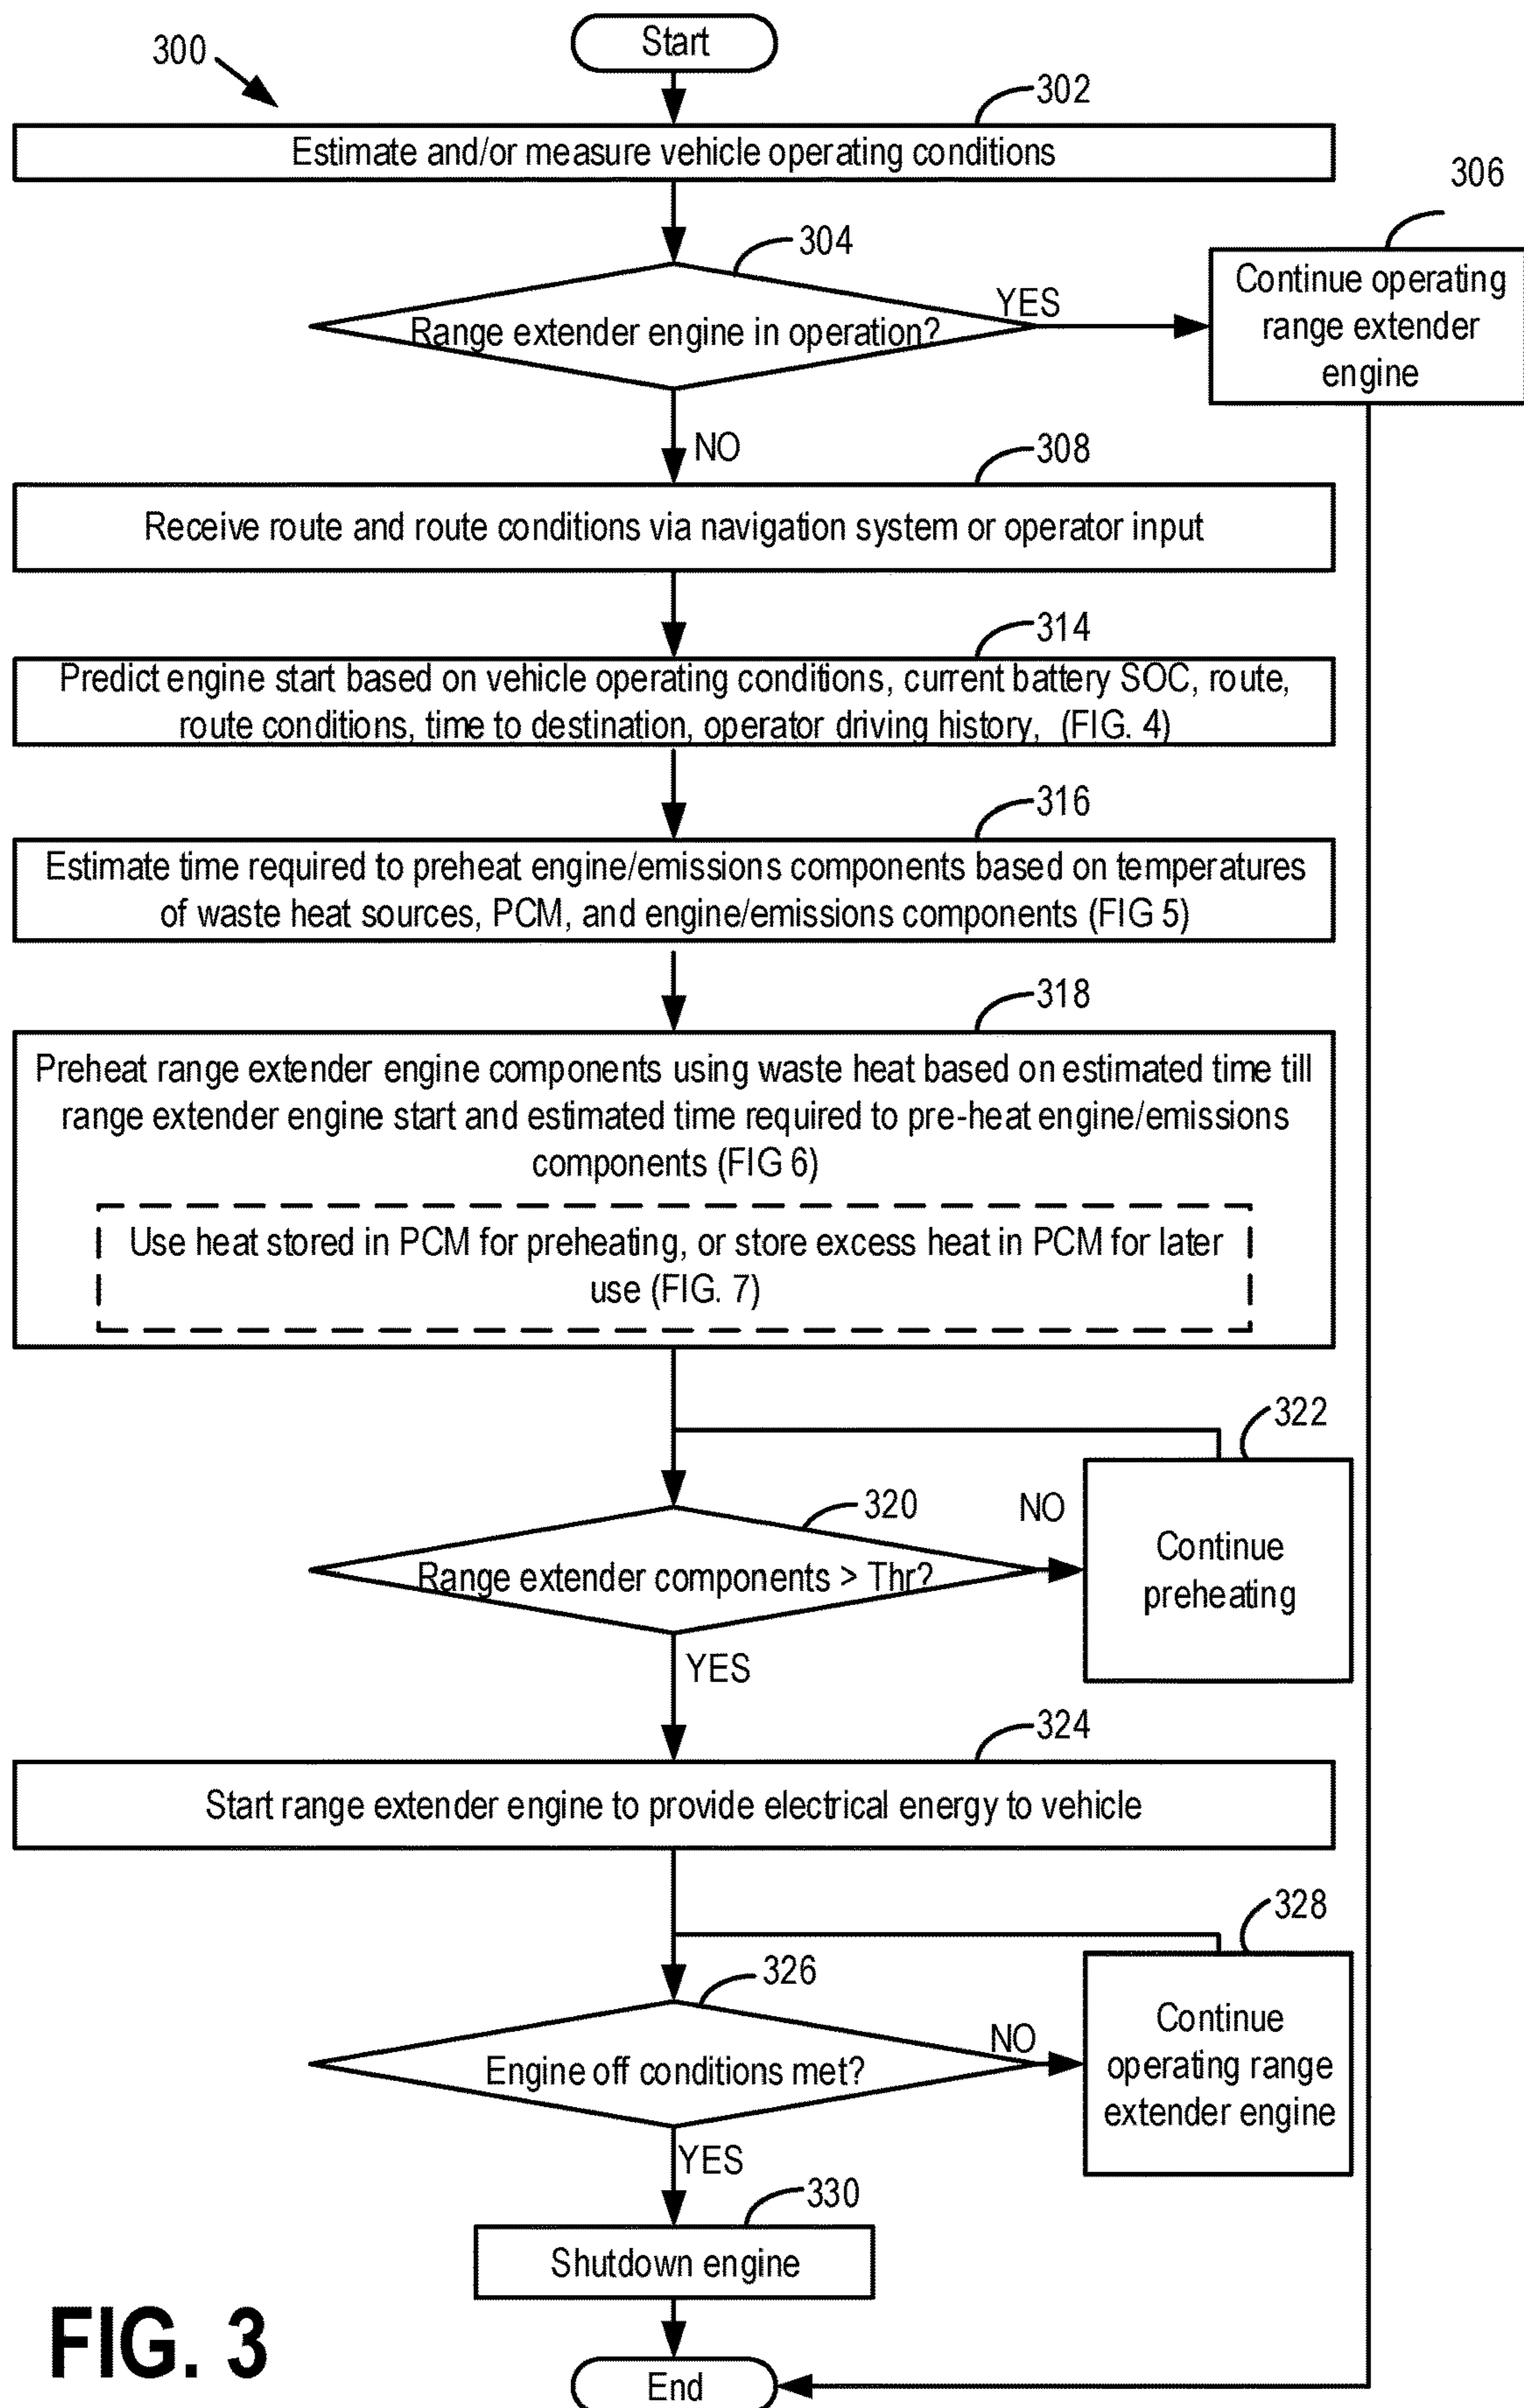 Start
300
302
Estimate and/or measure vehicle operating conditions
306
304
Range extender engine in operation?
YES
Continue operating
range extender
engine
NO
308
Receive route and route conditions via navigation system or operator input
314
Predict engine start based on vehicle operating conditions, current battery SOC, route,
route conditions, time to destination, operator driving history, (FIG. 4)
316
Estimate time required to preheat engine/emissions components based on temperatures
of waste heat sources, PCM, and engine/emissions components (FIG 5)
318
Preheat range extender engine components using waste heat based on estimated time till
range extender engine start and estimated time required to pre-heat engine/emissions
components (FIG 6)
Use heat stored in PCM for preheating, or store excess heat in PCM for later
use (FIG. 7)
322
320
NO
Range extender components > Thr?
Continue
preheating
YES
324
Start range extender engine to provide electrical energy to vehicle
328
326
NO
Engine off conditions met?
Continue
operating range
extender engine
YES
330
Shutdown engine
FIG. 3
End